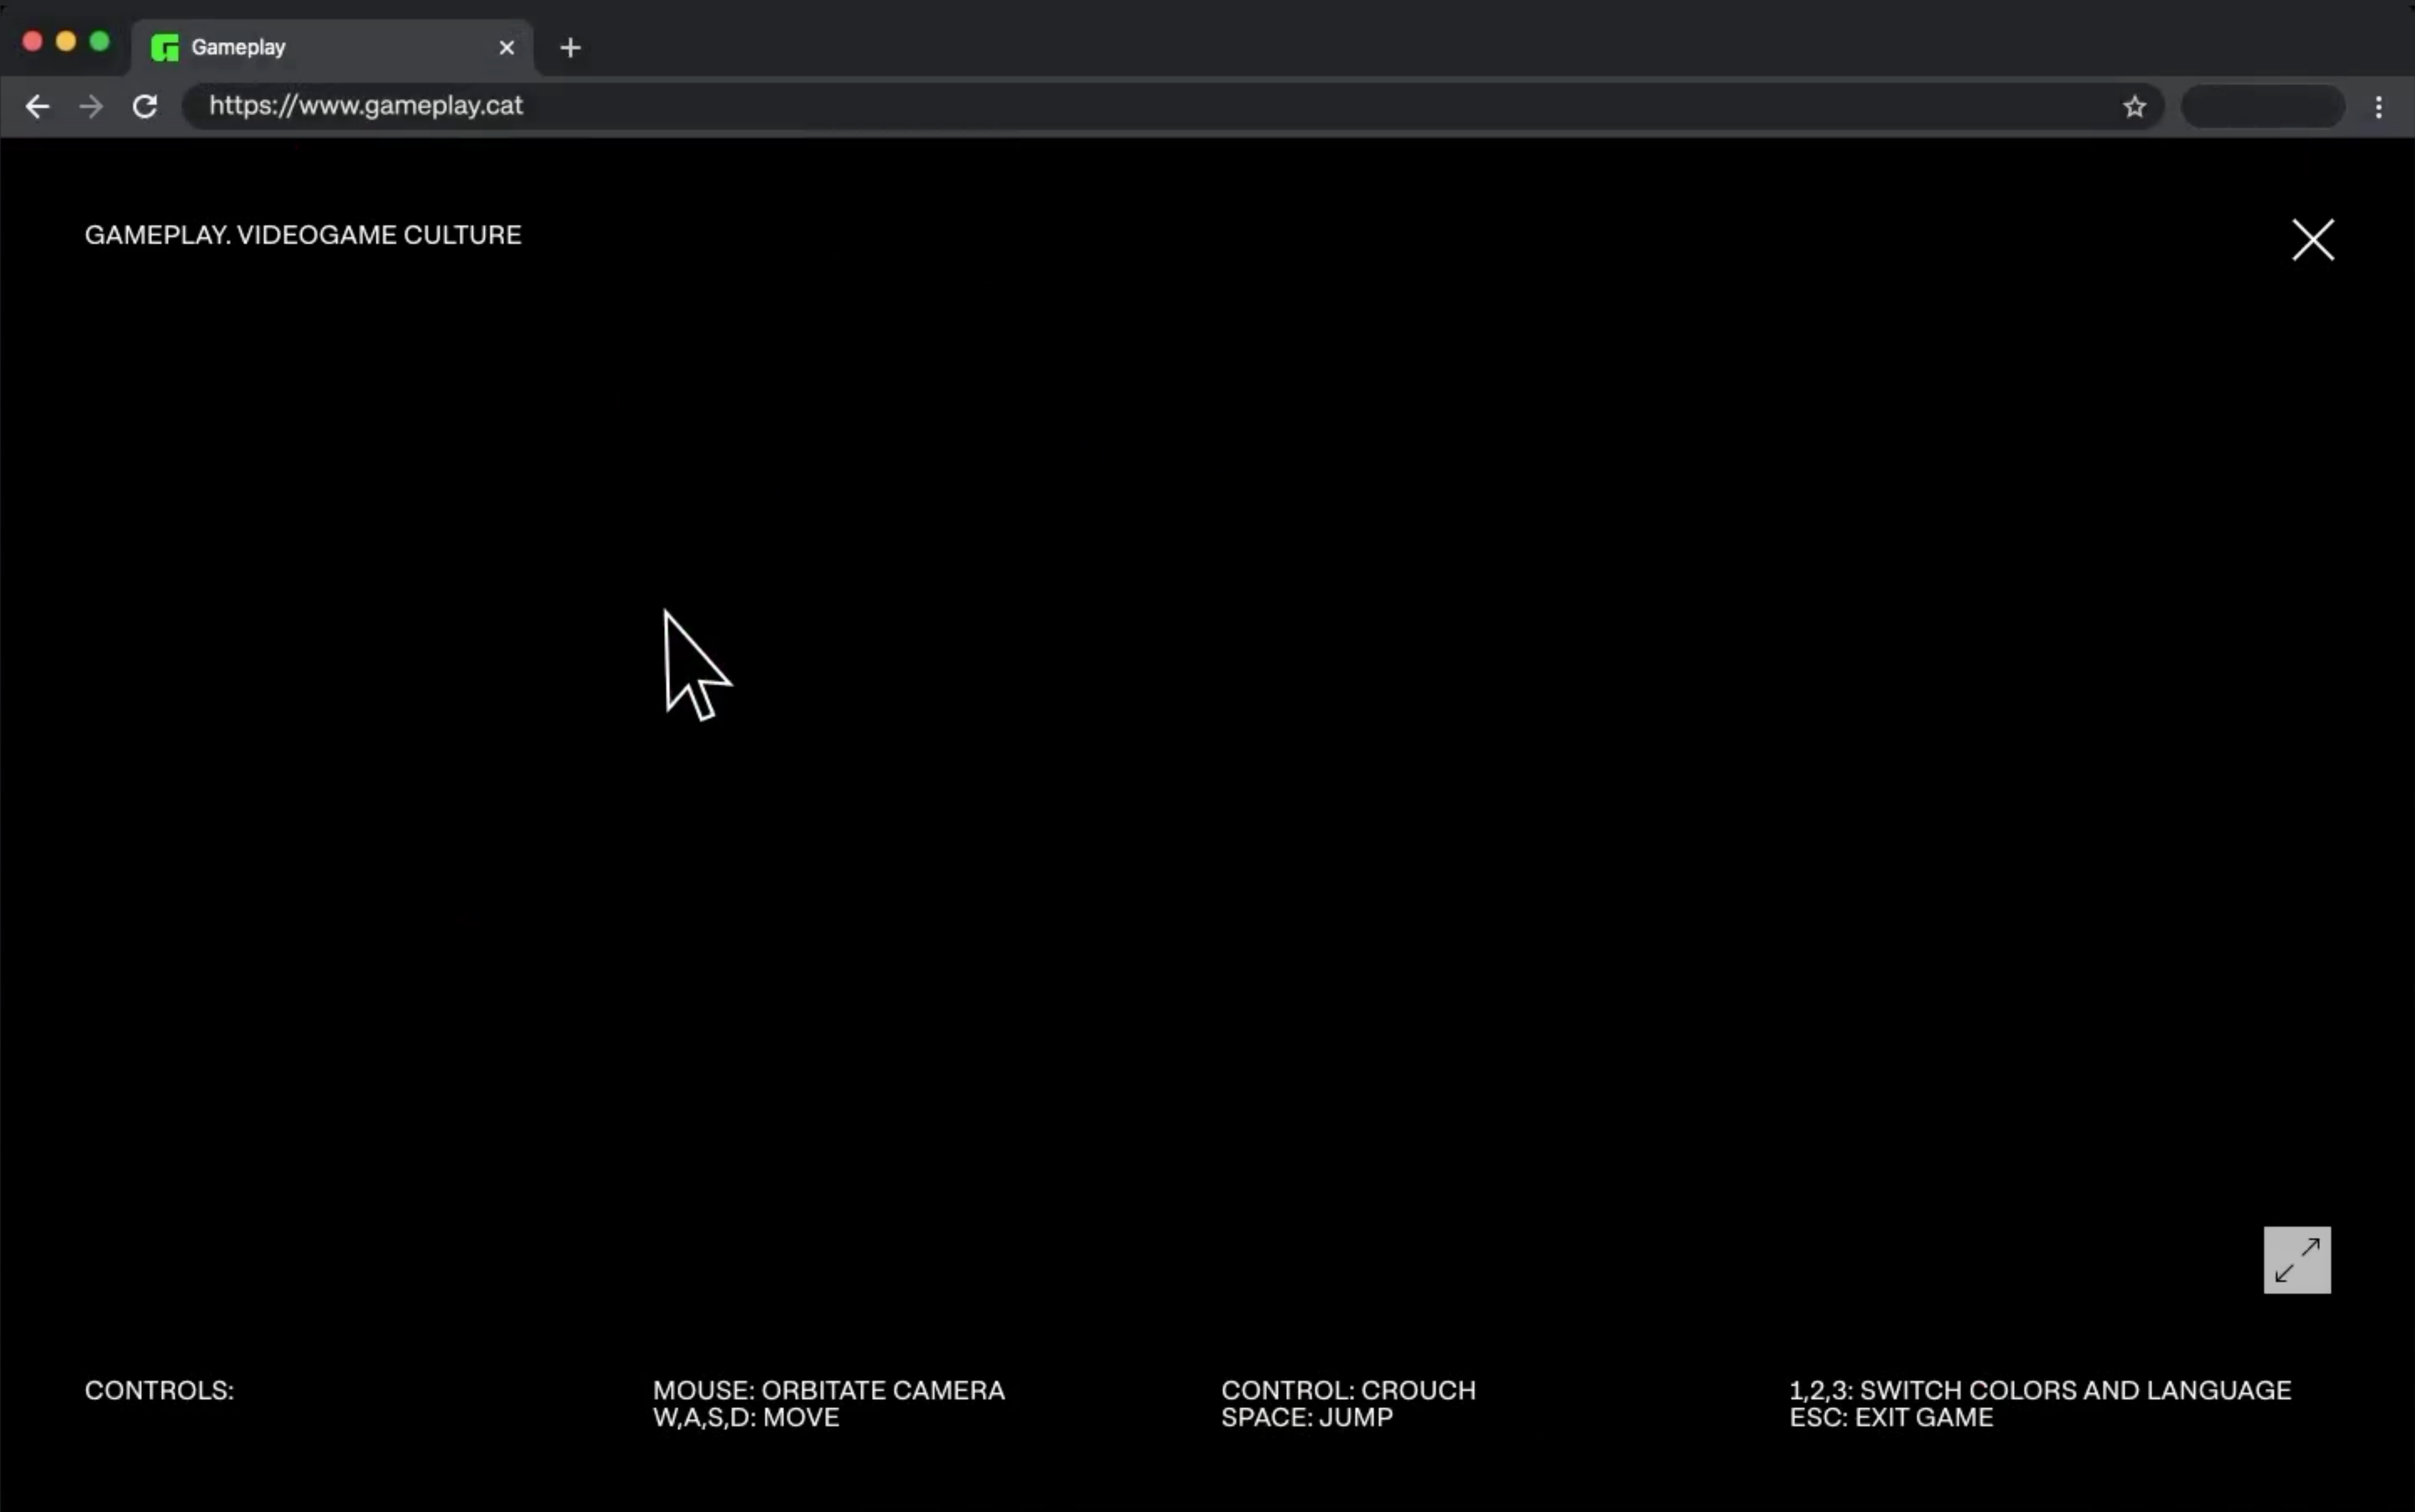 Gameplay
https://www.gameplay.cat
GAMEPLAY. VIDEOGAME CULTURE
CONTROLS:
MOUSE: ORBITATE CAMERA
W,A,S,D: MOVE
CONTROL: CROUCH
SPACE: JUMP
1,2,3: SWITCH COLORS AND LANGUAGE
ESC: EXIT GAME